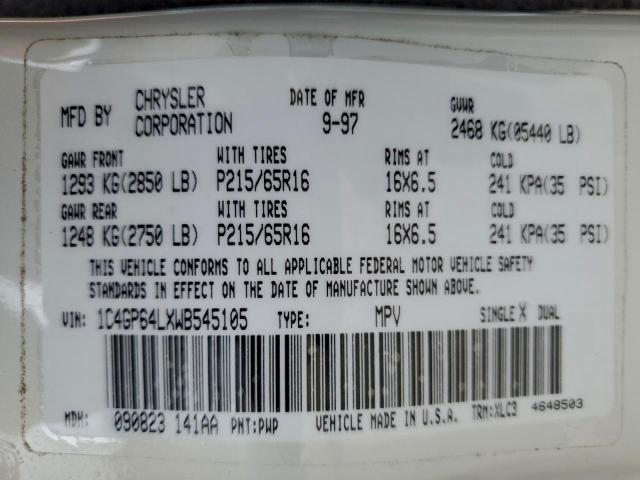 MFD BY CHRYSLER CORPORATION DATE OF MFR 9-97 GVWR 2468 KG(05440 LB)
GAWR FRONT WITH TIRES RIMS AT COLD
1293 KG(2850 LB) P215/65R16 16X6.5 241 KPA(35 PSI)
GAWR REAR WITH TIRES RIMS AT COLD
1248 KG(2750 LB) P215/65R16 16X6.5 241 KPA(35 PSI)
THIS VEHICLE CONFORMS TO ALL APPLICABLE FEDERAL MOTOR VEHICLE SAFETY
STANDARDS IN EFFECT ON THE DATE OF MANUFACTURE SHOWN ABOVE.
VIN: 1C4GP64LXWB545105 TYPE: MPV SINGLE X DUAL
MDH: 090823 141AA PNT:PWP VEHICLE MADE IN U.S.A. TRM:XLC3 4648503